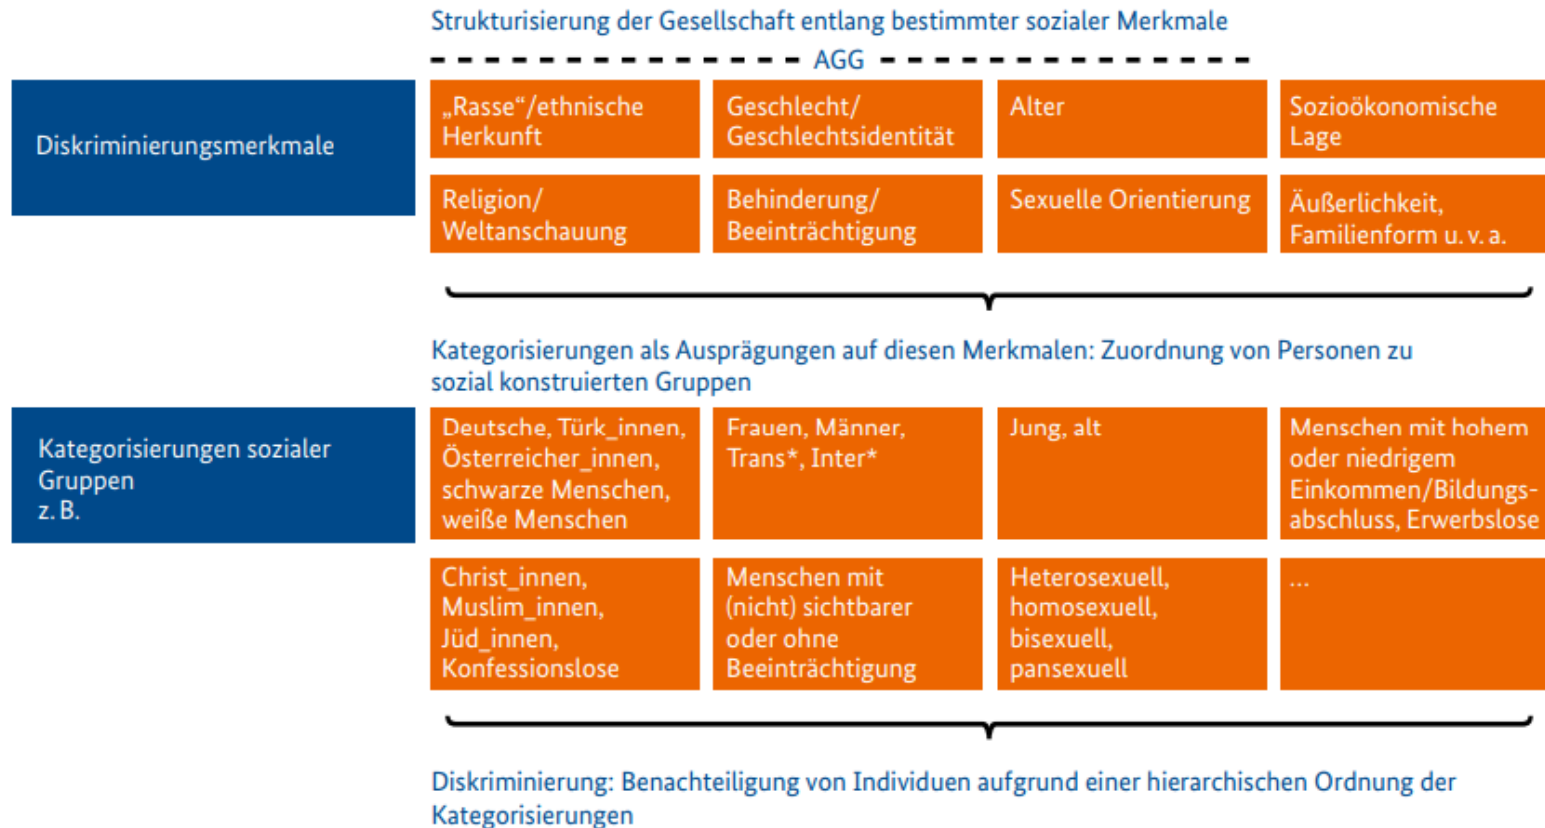 Strukturisierung der Gesellschaft entlang bestimmter sozialer Merkmale
AGG
Diskriminierungsmerkmale
„Rasse“/ethnische
Herkunft
Geschlecht/
Geschlechtsidentität
Alter
Sozioökonomische
Lage
Religion/
Weltanschauung
Behinderung/
Beeinträchtigung
Sexuelle Orientierung
Äußerlichkeit,
Familienform u. v. a.
Kategorisierungen als Ausprägungen auf diesen Merkmalen: Zuordnung von Personen zu
sozial konstruierten Gruppen
Kategorisierungen sozialer
Gruppen
z. B.
Deutsche, Türk_innen,
Österreicher_innen,
schwarze Menschen,
weiße Menschen
Frauen, Männer,
Trans*, Inter*
Jung, alt
Menschen mit hohem
oder niedrigem
Einkommen/Bildungs-
abschluss, Erwerbslose
Christ_innen,
Muslim_innen,
Jüd_innen,
Konfessionslose
Menschen mit
(nicht) sichtbarer
oder ohne
Beeinträchtigung
Heterosexuell,
homosexuell,
bisexuell,
pansexuell
...
Diskriminierung: Benachteiligung von Individuen aufgrund einer hierarchischen Ordnung der
Kategorisierungen